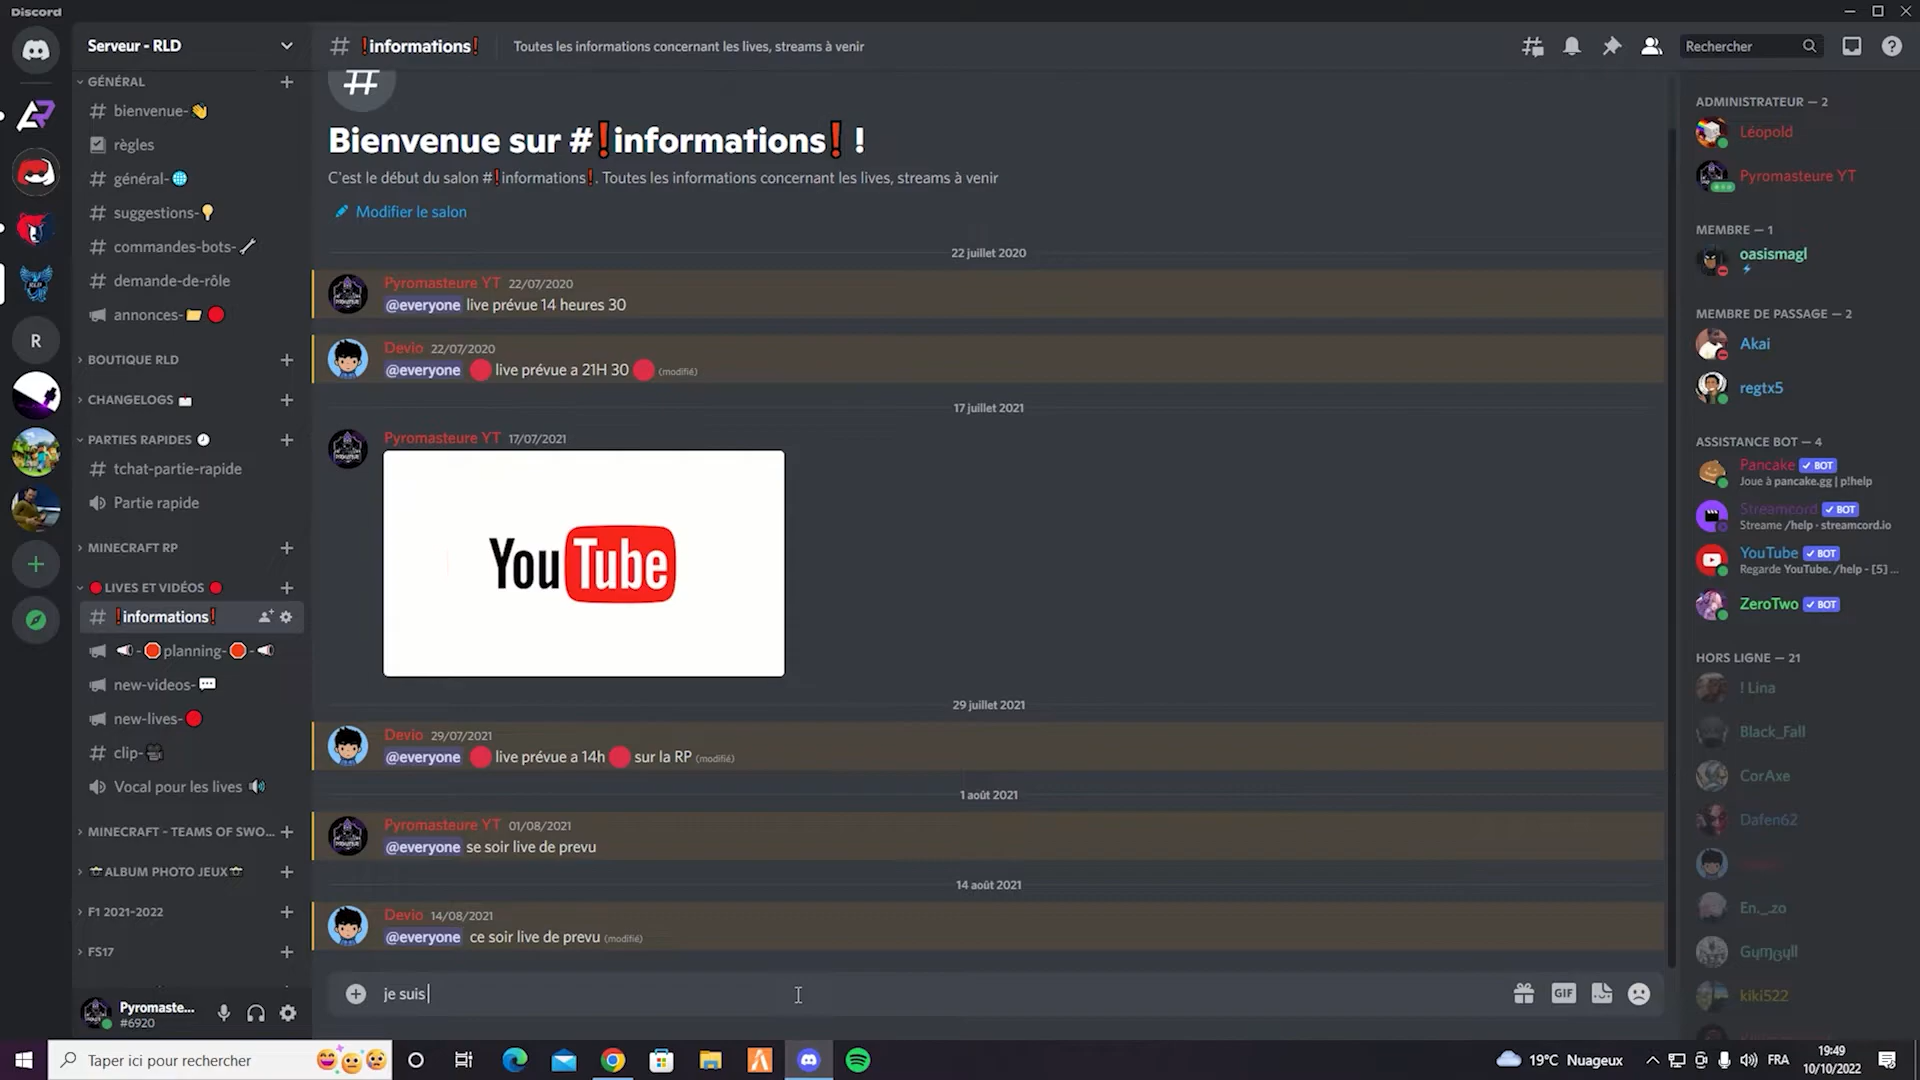 Discord
Serveur - RLD
# ❗informations❗
Toutes les informations concernant les lives, streams à venir
Rechercher
GÉNÉRAL
bienvenue-👋
règles
général-🌐
suggestions-💡
commandes-bots-🔧
demande-de-rôle
annonces-📁🔴
R
BOUTIQUE RLD
CHANGELOGS
PARTIES RAPIDES 🕘
tchat-partie-rapide
Partie rapide
MINECRAFT RP
🔴LIVES ET VIDÉOS 🔴
❗informations❗
📢-🛑planning-🛑-📢
new-videos-💬
new-lives-🔴
clip-🎥
Vocal pour les lives 🔊
MINECRAFT - TEAMS OF SWO...
ALBUM PHOTO JEUX
F1 2021-2022
FS17
Pyromaste...
#6920
Bienvenue sur #❗informations❗ !
C'est le début du salon #❗informations❗. Toutes les informations concernant les lives, streams à venir
Modifier le salon
22 juillet 2020
Pyromasteure YT 22/07/2020
@everyone live prévue 14 heures 30
Devio 22/07/2020
@everyone 🔴 live prévue a 21H 30 🔴 (modifié)
17 juillet 2021
Pyromasteure YT 17/07/2021
YouTube
29 juillet 2021
Devio 29/07/2021
@everyone 🔴 live prévue a 14h 🔴 sur la RP (modifié)
1 août 2021
Pyromasteure YT 01/08/2021
@everyone se soir live de prevu
14 août 2021
Devio 14/08/2021
@everyone ce soir live de prevu (modifié)
je suis
GIF
ADMINISTRATEUR — 2
Léopold
Pyromasteure YT
MEMBRE — 1
oasismagl
⚡
MEMBRE DE PASSAGE — 2
Akai
regtx5
ASSISTANCE BOT — 4
Pancake ✓ BOT
Joue à pancake.gg | p!help
Streamcord ✓ BOT
Streame /help · streamcord.io
YouTube ✓ BOT
Regarde YouTube. /help - [5] ...
ZeroTwo ✓ BOT
HORS LIGNE — 21
! Lina
Black_Fall
CorAxe
Dafen62
En._.zo
kiki522
Taper ici pour rechercher
19°C Nuageux
FRA
19:49
10/10/2022